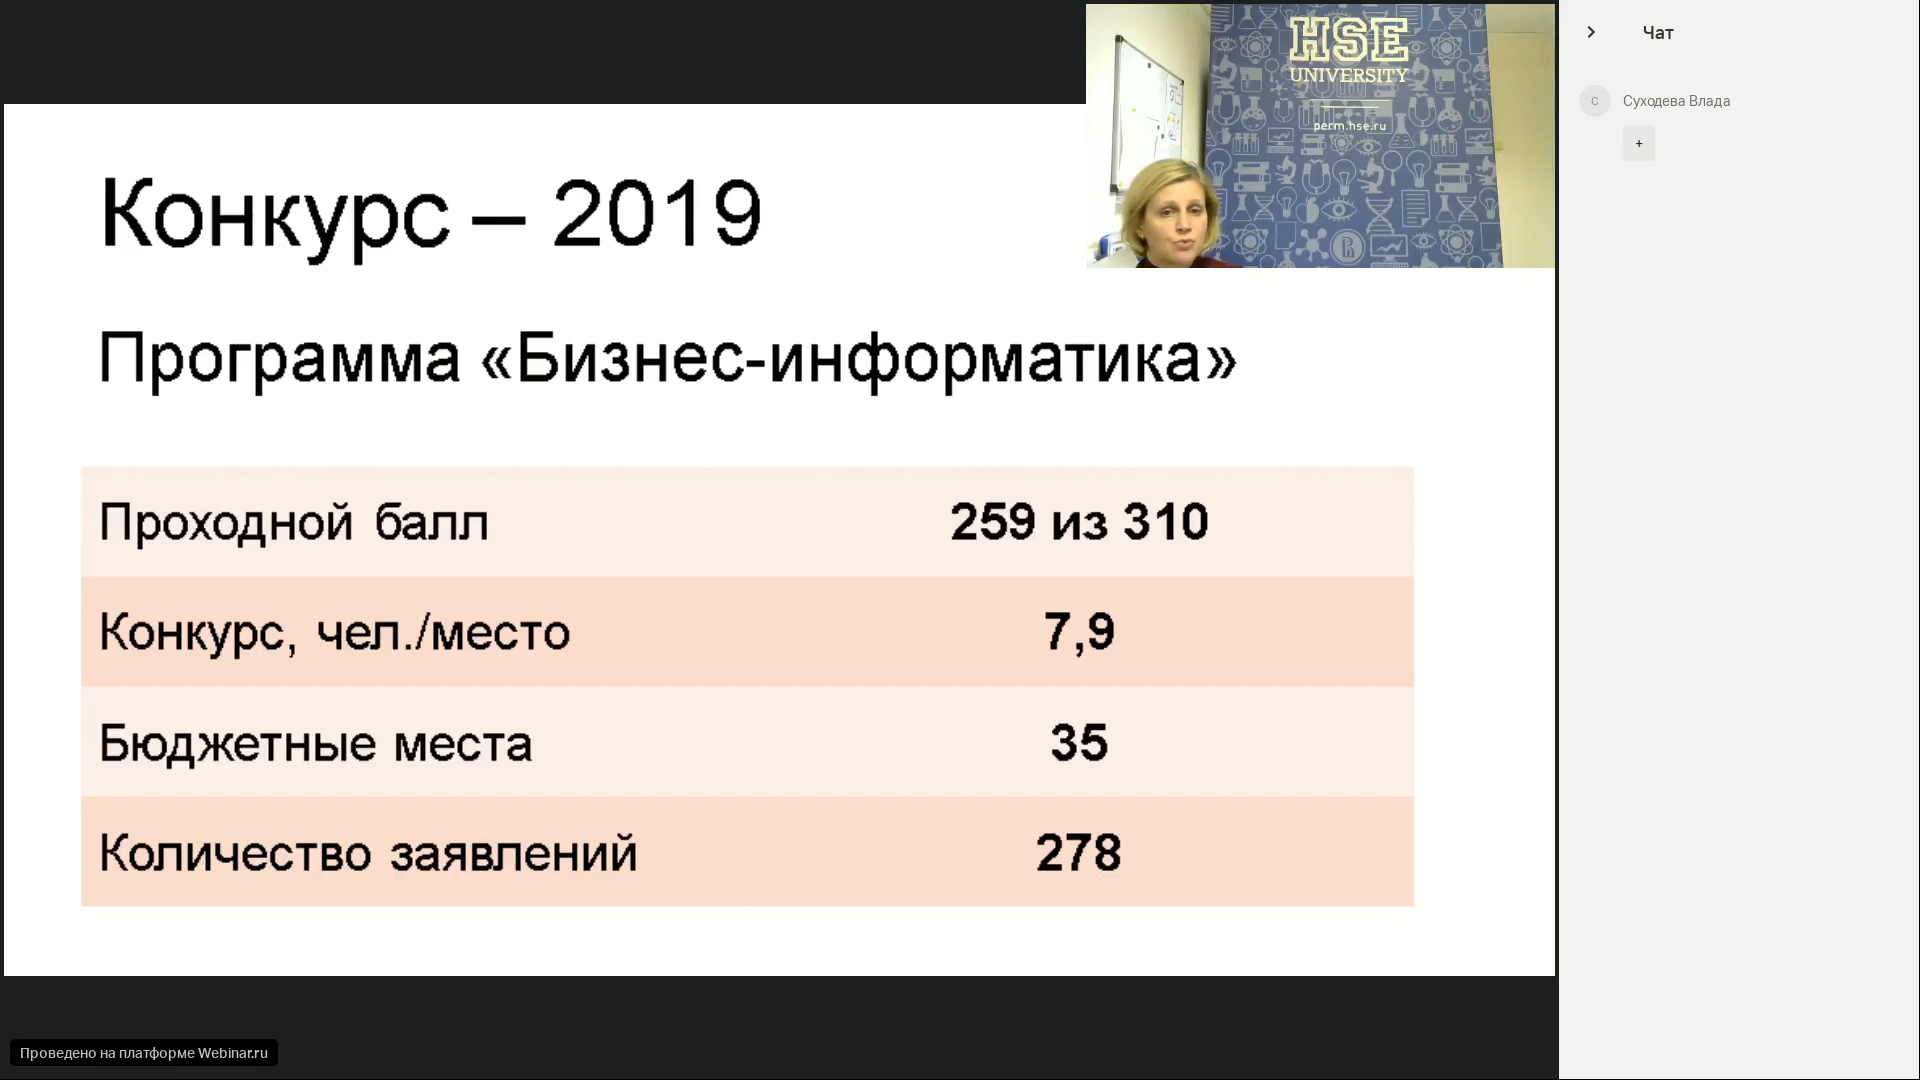 HSE
UNIVERSITY
perm.hse.ru
Конкурс – 2019
Программа «Бизнес-информатика»
Проходной балл 259 из 310
Конкурс, чел./место 7,9
Бюджетные места 35
Количество заявлений 278
Проведено на платформе Webinar.ru
Чат
С Суходева Влада
+